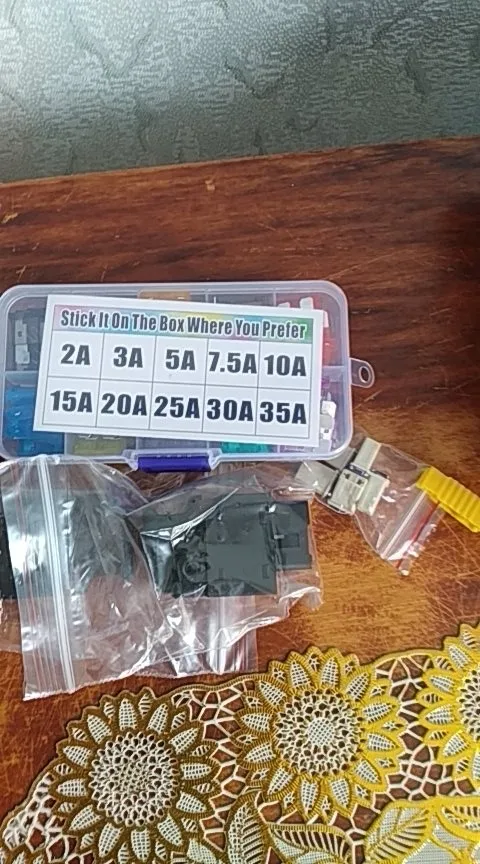 Stick It On The Box Where You Prefer
2A 3A 5A 7.5A 10A
15A 20A 25A 30A 35A